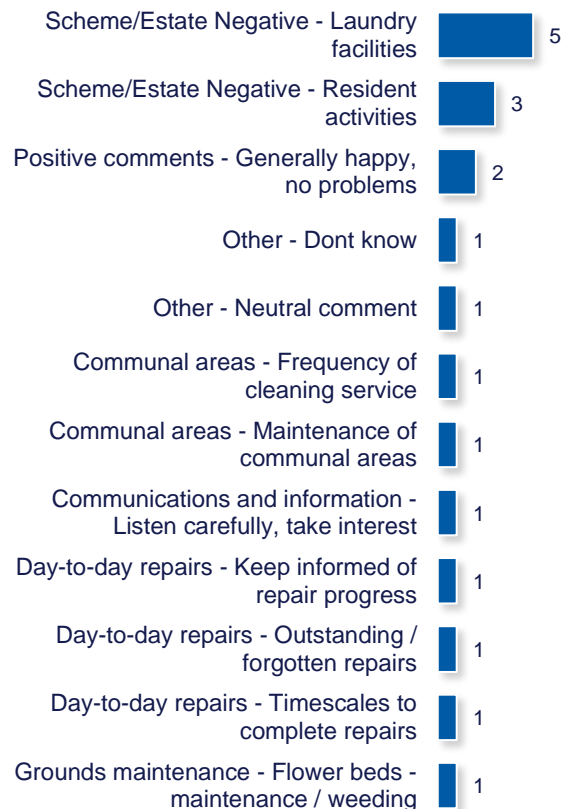 Scheme/Estate Negative - Laundry
facilities
5
Scheme/Estate Negative - Resident
activities
3
Positive comments - Generally happy,
no problems
2
Other - Dont know
1
Other - Neutral comment
1
Communal areas - Frequency of
cleaning service
1
Communal areas - Maintenance of
communal areas
1
Communications and information -
Listen carefully, take interest
1
Day-to-day repairs - Keep informed of
repair progress
1
Day-to-day repairs - Outstanding /
forgotten repairs
1
Day-to-day repairs - Timescales to
complete repairs
1
Grounds maintenance - Flower beds -
maintenance / weeding
1